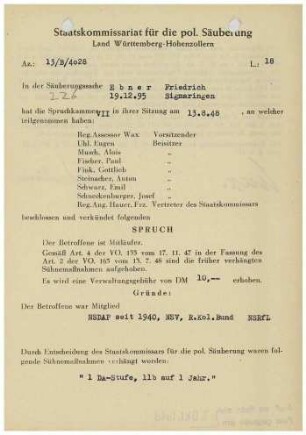 Staatskommissariat für die pol. Säuberung
Land Württemberg-Hohenzollern
Az.: 13/B/4028 L.: 18
In der Säuberungssache Ebner Friedrich
226 19.12.95 Sigmaringen
hat die Spruchkammer VII in ihrer Sitzung am 13.8.48, an welcher
teilgenommen haben:
Reg.Assessor Wax Vorsitzender
Uhl, Eugen Beisitzer
Musch, Alois „
Fischer, Paul „
Fink, Gottlieb „
Steinacher, Anton „
Schwarz, Emil „
Schneckenburger, Josef „
Reg.Ang. Hauer, Frz. Vertreter des Staatskommissars
beschlossen und verkündet folgenden
SPRUCH
Der Betroffene ist Mitläufer.
Gemäß Art. 4 der VO. 133 vom 17. 11. 47 in der Fassung des
Art. 2 der VO. 165 vom 13. 7. 48 sind die früher verhängten
Sühnemaßnahmen aufgehoben.
Es wird eine Verwaltungsgebühr von DM 10,-- erhoben.
Gründe:
Der Betroffene war Mitglied
NSDAP seit 1940, NSV, R.Kol.Bund NSRfL
Durch Entscheidung des Staatskommissars für die pol. Säuberung waren fol-
gende Sühnemaßnahmen verhängt worden:
"1 Da-Stufe, 11b auf 1 Jahr."